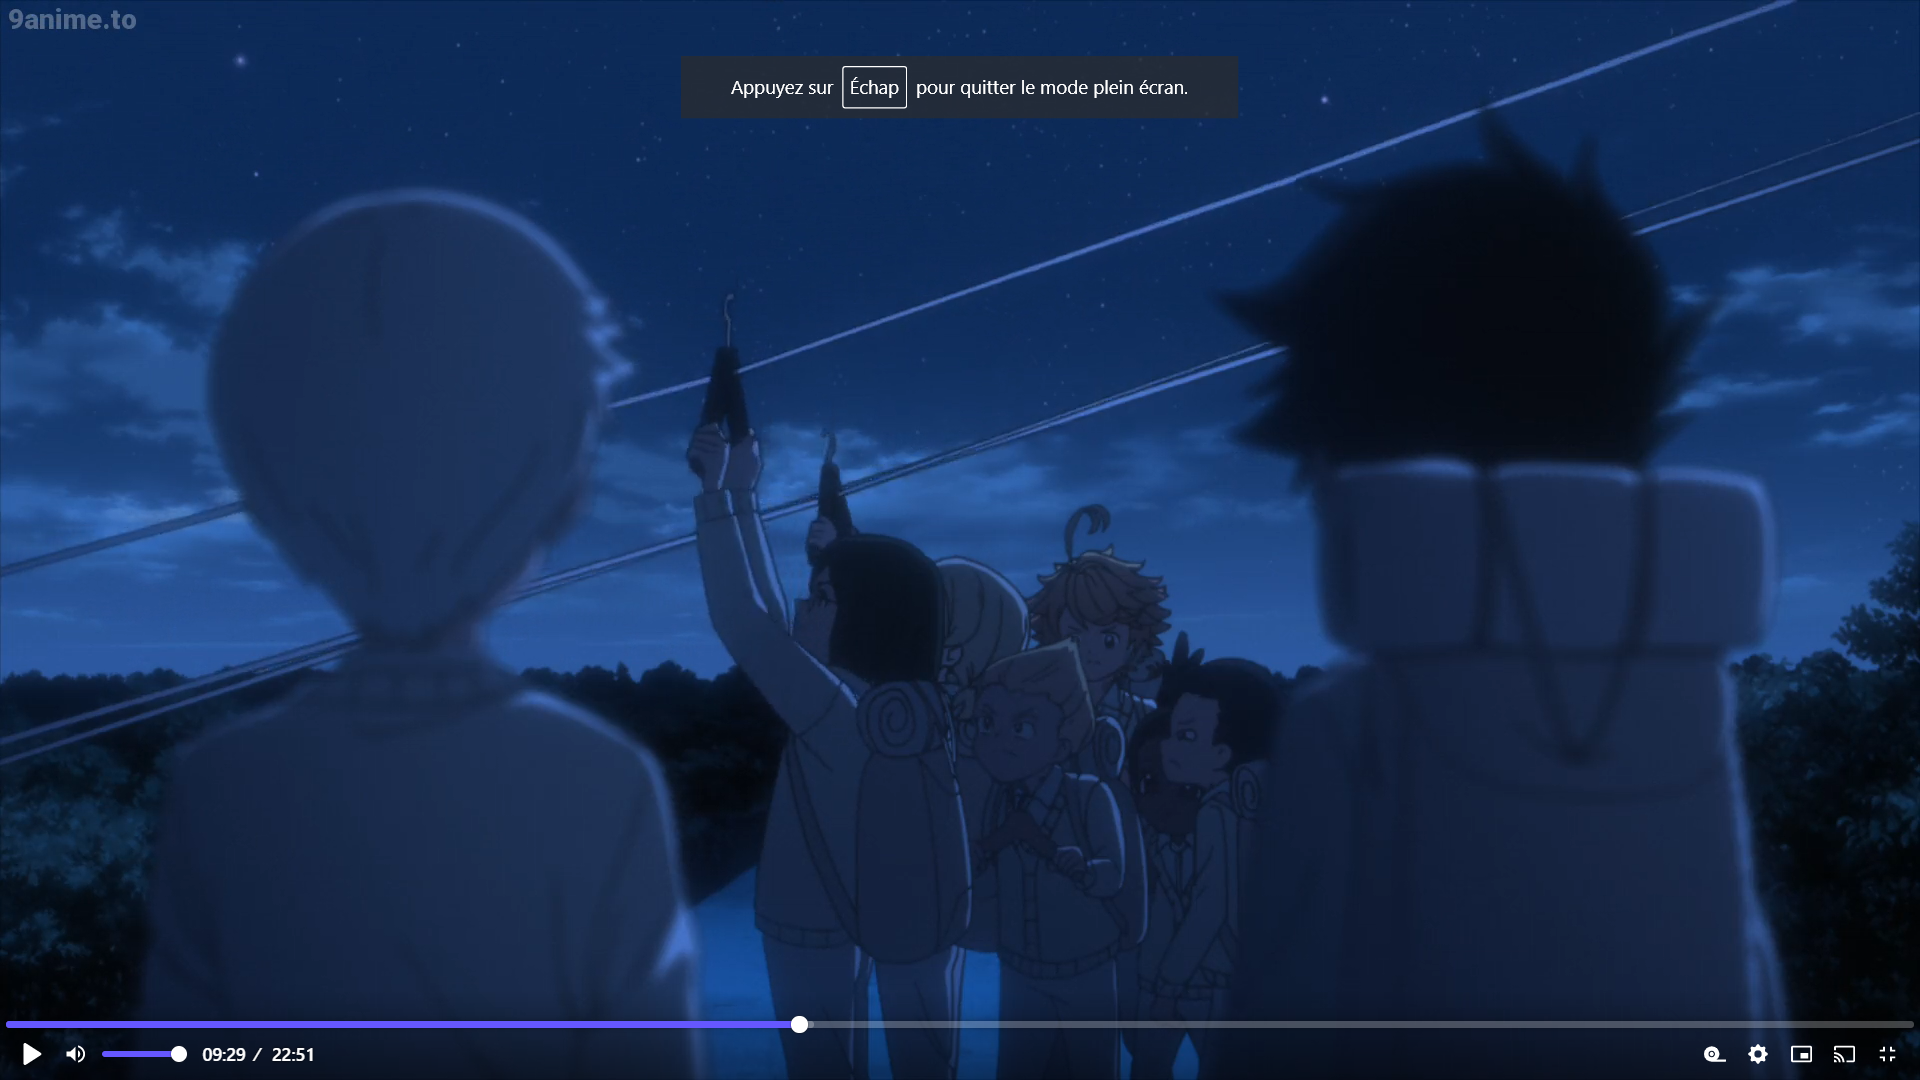 9anime.to
Appuyez sur Échap pour quitter le mode plein écran.
09:29 / 22:51